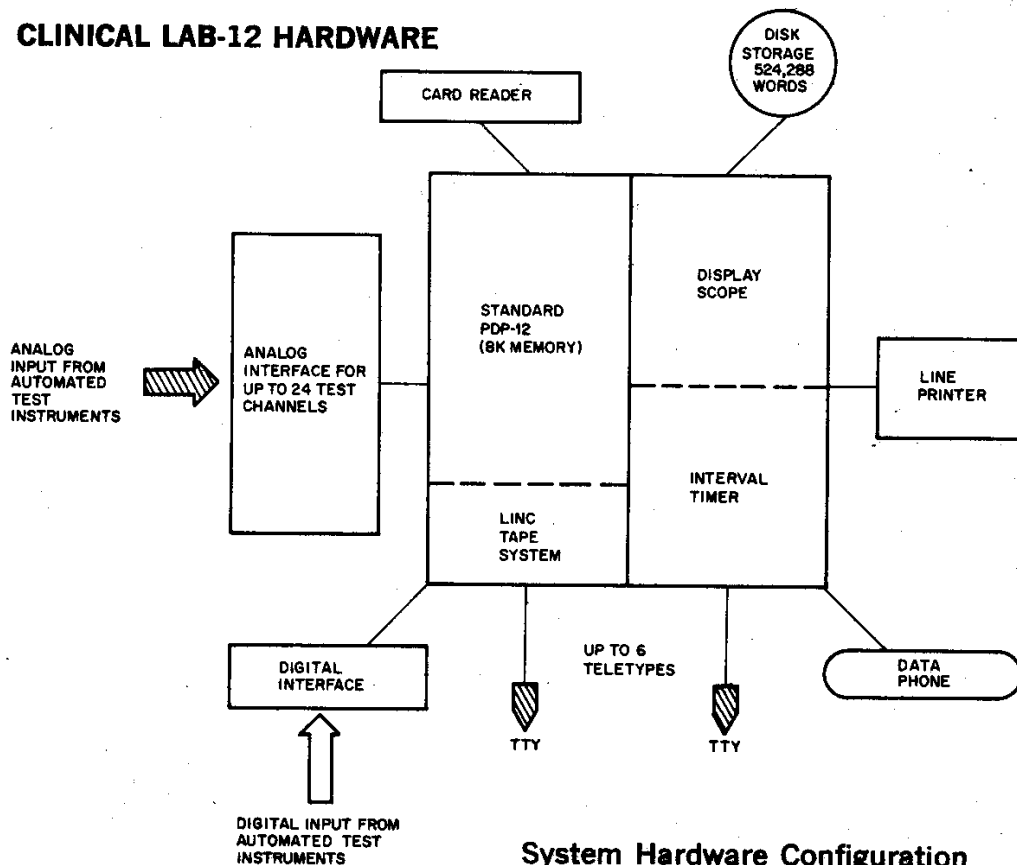 CLINICAL LAB-12 HARDWARE
DISK
STORAGE
524,288
WORDS
CARD READER
STANDARD
PDP-12
(8K MEMORY)
DISPLAY
SCOPE
ANALOG
INPUT FROM
AUTOMATED
TEST
INSTRUMENTS
ANALOG
INTERFACE FOR
UP TO 24 TEST
CHANNELS
LINE
PRINTER
INTERVAL
TIMER
LINC
TAPE
SYSTEM
DIGITAL
INTERFACE
UP TO 6
TELETYPES
DATA
PHONE
TTY
TTY
DIGITAL INPUT FROM
AUTOMATED TEST
INSTRUMENTS
System Hardware Configuration